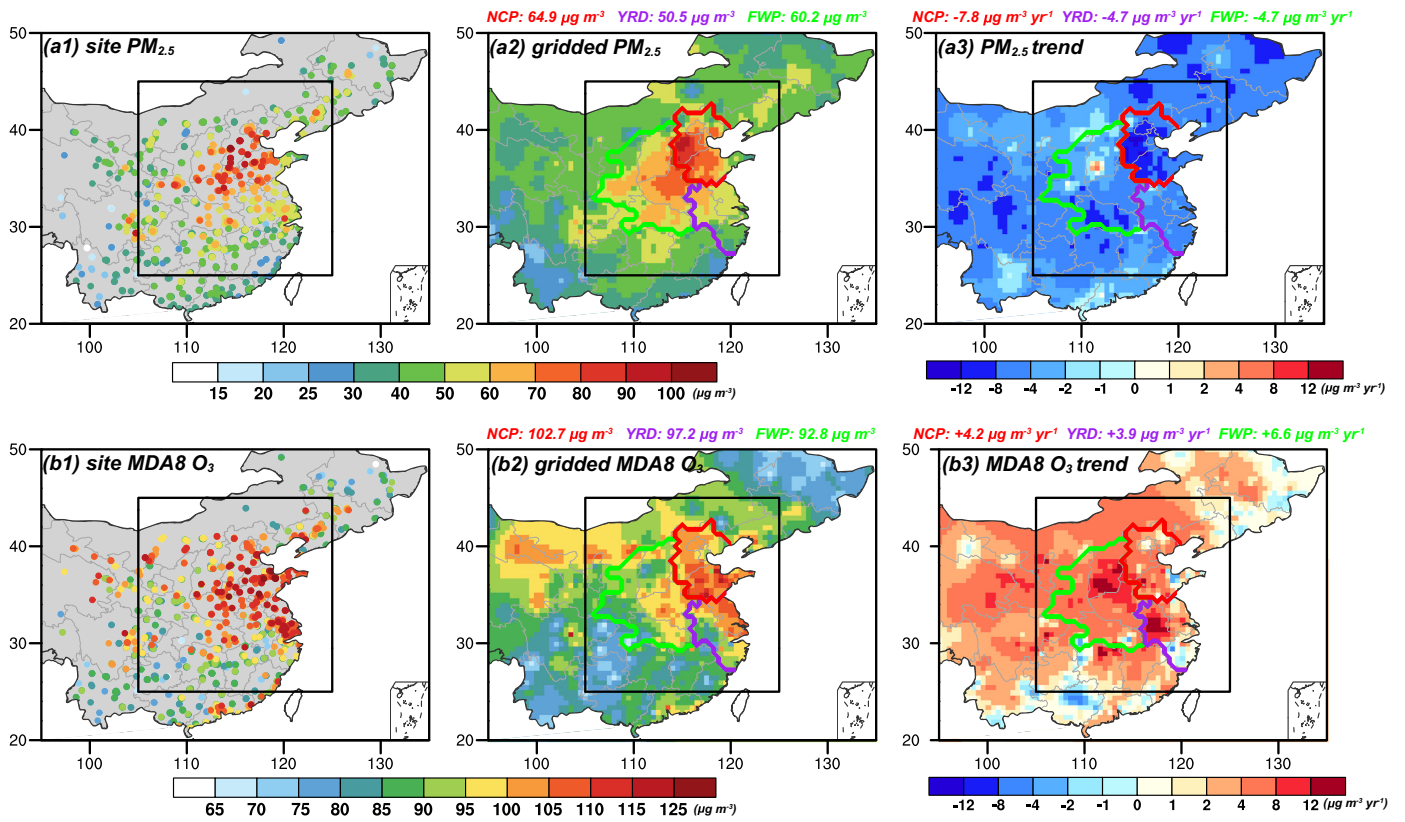 NCP: 64.9 µg m⁻³ YRD: 50.5 µg m⁻³ FWP: 60.2 µg m⁻³
NCP: -7.8 µg m⁻³ yr⁻¹ YRD: -4.7 µg m⁻³ yr⁻¹ FWP: -4.7 µg m⁻³ yr⁻¹
50
(a1) site PM₂.₅
(a2) gridded PM₂.₅
(a3) PM₂.₅ trend
40
30
20
100 110 120 130
100 110 120 130
100 110 120 130
15 20 25 30 40 50 60 70 80 90 100 (µg m⁻³)
-12 -8 -4 -2 -1 0 1 2 4 8 12 (µg m⁻³ yr⁻¹)
NCP: 102.7 µg m⁻³ YRD: 97.2 µg m⁻³ FWP: 92.8 µg m⁻³
NCP: +4.2 µg m⁻³ yr⁻¹ YRD: +3.9 µg m⁻³ yr⁻¹ FWP: +6.6 µg m⁻³ yr⁻¹
50
(b1) site MDA8 O₃
(b2) gridded MDA8 O₃
(b3) MDA8 O₃ trend
40
30
20
100 110 120 130
100 110 120 130
100 110 120 130
65 70 75 80 85 90 95 100 105 110 115 125 (µg m⁻³)
-12 -8 -4 -2 -1 0 1 2 4 8 12 (µg m⁻³ yr⁻¹)